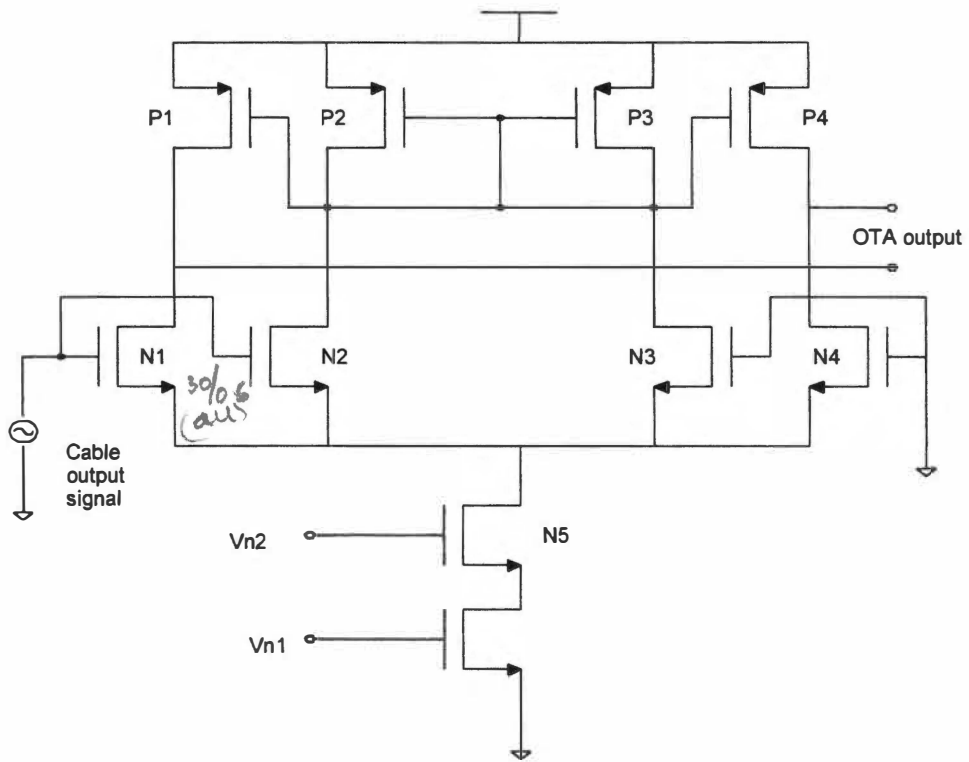 P1
P2
P3
P4
OTA output
N1
N2
N3
N4
30/0.6
Cable
output
signal
Vn2
N5
Vn1